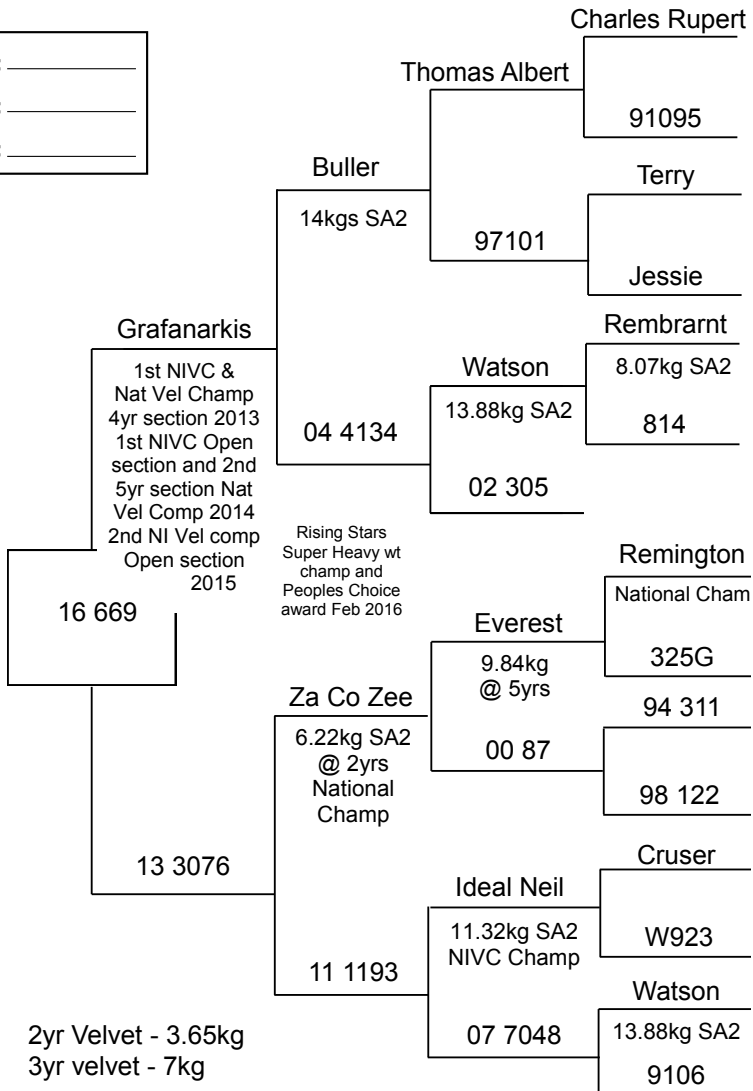 Charles Rupert
Thomas Albert
91095
Buller
Terry
14kgs SA2
97101
Jessie
Grafanarkis
Rembrarnt
1st NIVC &
Nat Vel Champ
4yr section 2013
1st NIVC Open
section and 2nd
5yr section Nat
Vel Comp 2014
2nd NI Vel comp
Open section
2015
Watson
8.07kg SA2
13.88kg SA2
04 4134
814
02 305
Rising Stars
Super Heavy wt
champ and
Peoples Choice
award Feb 2016
Remington
National Cham
16 669
Everest
9.84kg
@ 5yrs
325G
Za Co Zee
94 311
6.22kg SA2
@ 2yrs
National
Champ
00 87
98 122
13 3076
Cruser
Ideal Neil
11.32kg SA2
NIVC Champ
W923
11 1193
Watson
2yr Velvet - 3.65kg
3yr velvet - 7kg
07 7048
13.88kg SA2
9106